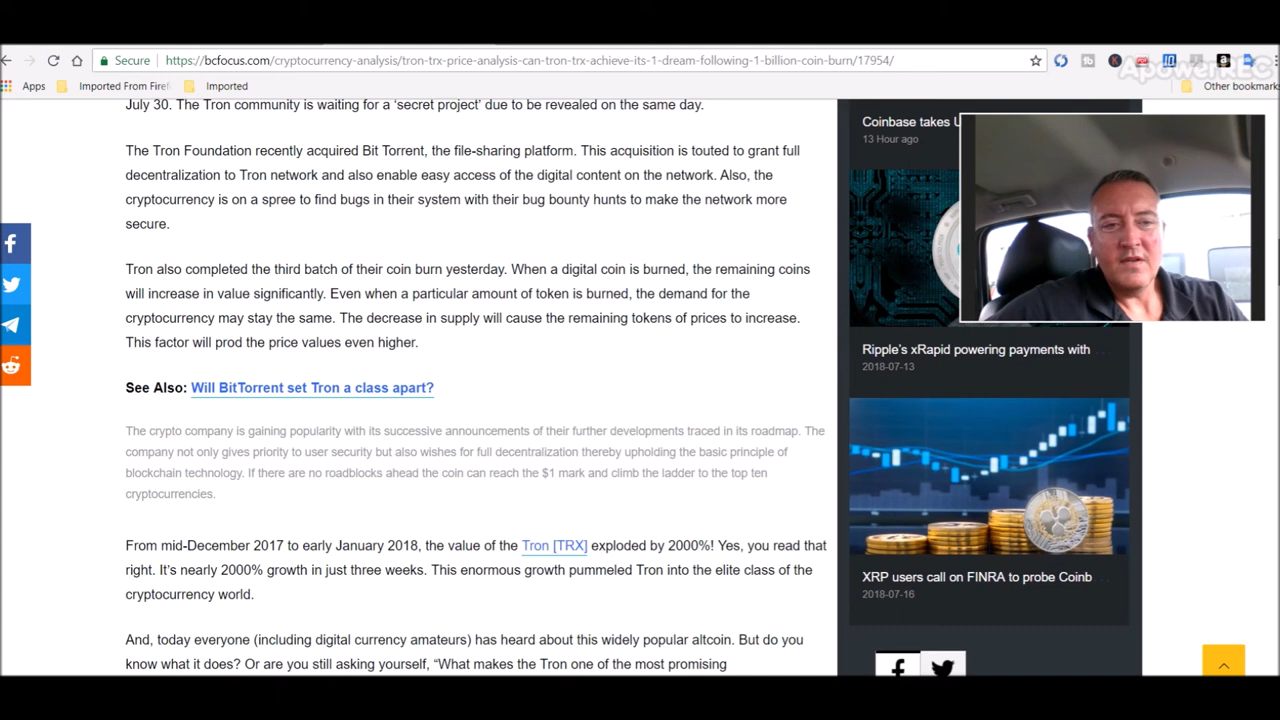 Secure
https://bcfocus.com/cryptocurrency-analysis/tron-trx-price-analysis-can-tron-trx-achieve-its-1-dream-following-1-billion-coin-burn/17954/
ApowerREC
Apps
Imported From Firef
Imported
Other bookmarks
July 30. The Tron community is waiting for a ‘secret project’ due to be revealed on the same day.
The Tron Foundation recently acquired Bit Torrent, the file-sharing platform. This acquisition is touted to grant full
decentralization to Tron network and also enable easy access of the digital content on the network. Also, the
cryptocurrency is on a spree to find bugs in their system with their bug bounty hunts to make the network more
secure.
Tron also completed the third batch of their coin burn yesterday. When a digital coin is burned, the remaining coins
will increase in value significantly. Even when a particular amount of token is burned, the demand for the
cryptocurrency may stay the same. The decrease in supply will cause the remaining tokens of prices to increase.
This factor will prod the price values even higher.
See Also: Will BitTorrent set Tron a class apart?
The crypto company is gaining popularity with its successive announcements of their further developments traced in its roadmap. The
company not only gives priority to user security but also wishes for full decentralization thereby upholding the basic principle of
blockchain technology. If there are no roadblocks ahead the coin can reach the $1 mark and climb the ladder to the top ten
cryptocurrencies.
From mid-December 2017 to early January 2018, the value of the Tron [TRX] exploded by 2000%! Yes, you read that
right. It’s nearly 2000% growth in just three weeks. This enormous growth pummeled Tron into the elite class of the
cryptocurrency world.
And, today everyone (including digital currency amateurs) has heard about this widely popular altcoin. But do you
know what it does? Or are you still asking yourself, “What makes the Tron one of the most promising
Coinbase takes U
13 Hour ago
Ripple’s xRapid powering payments with
2018-07-13
XRP users call on FINRA to probe Coinb
2018-07-16